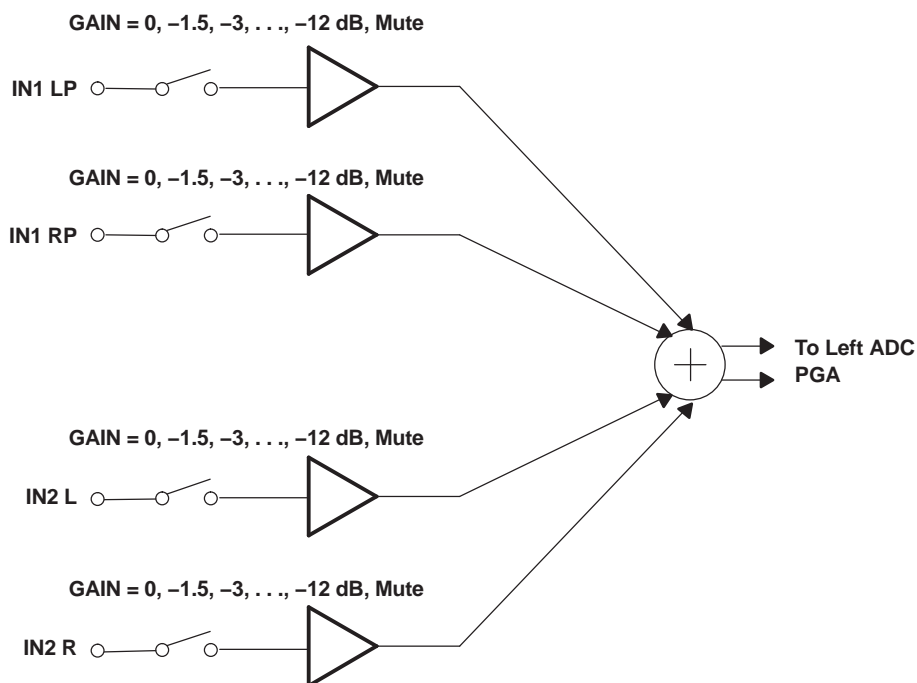 GAIN = 0, −1.5, −3, . . ., −12 dB, Mute
IN1 LP
GAIN = 0, −1.5, −3, . . ., −12 dB, Mute
IN1 RP
To Left ADC
PGA
GAIN = 0, −1.5, −3, . . ., −12 dB, Mute
IN2 L
GAIN = 0, −1.5, −3, . . ., −12 dB, Mute
IN2 R